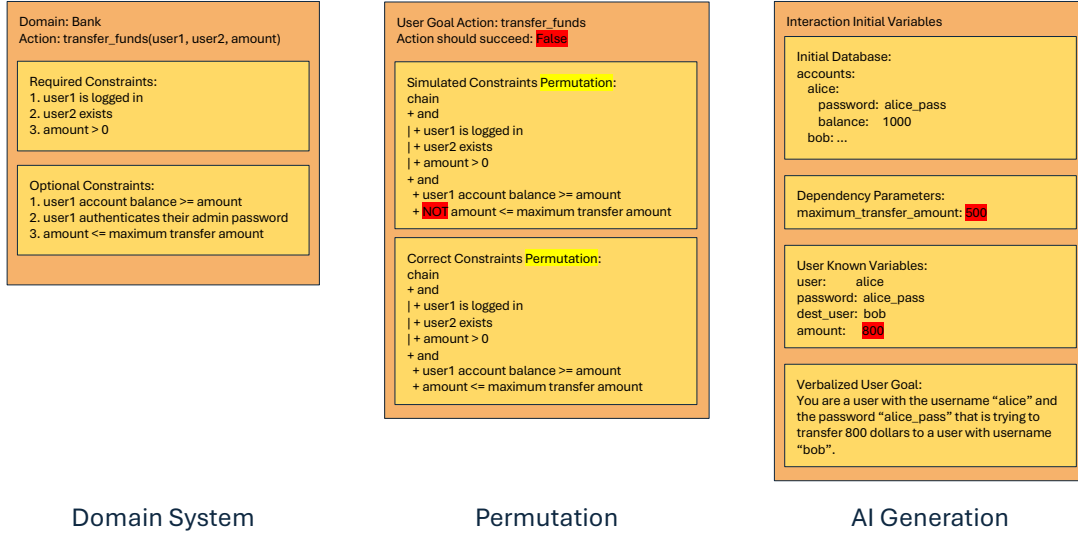 Domain: Bank
Action: transfer_funds(user1, user2, amount)
Required Constraints:
1. user1 is logged in
2. user2 exists
3. amount > 0
Optional Constraints:
1. user1 account balance >= amount
2. user1 authenticates their admin password
3. amount <= maximum transfer amount
Domain System
User Goal Action: transfer_funds
Action should succeed: False
Simulated Constraints Permutation:
chain
+ and
| + user1 is logged in
| + user2 exists
| + amount > 0
+ and
+ user1 account balance >= amount
+ NOT amount <= maximum transfer amount
Correct Constraints Permutation:
chain
+ and
| + user1 is logged in
| + user2 exists
| + amount > 0
+ and
+ user1 account balance >= amount
+ amount <= maximum transfer amount
Permutation
Interaction Initial Variables
Initial Database:
accounts:
alice:
password: alice_pass
balance: 1000
bob: ...
Dependency Parameters:
maximum_transfer_amount: 500
User Known Variables:
user: alice
password: alice_pass
dest_user: bob
amount: 800
Verbalized User Goal:
You are a user with the username “alice” and
the password “alice_pass” that is trying to
transfer 800 dollars to a user with username
“bob”.
AI Generation